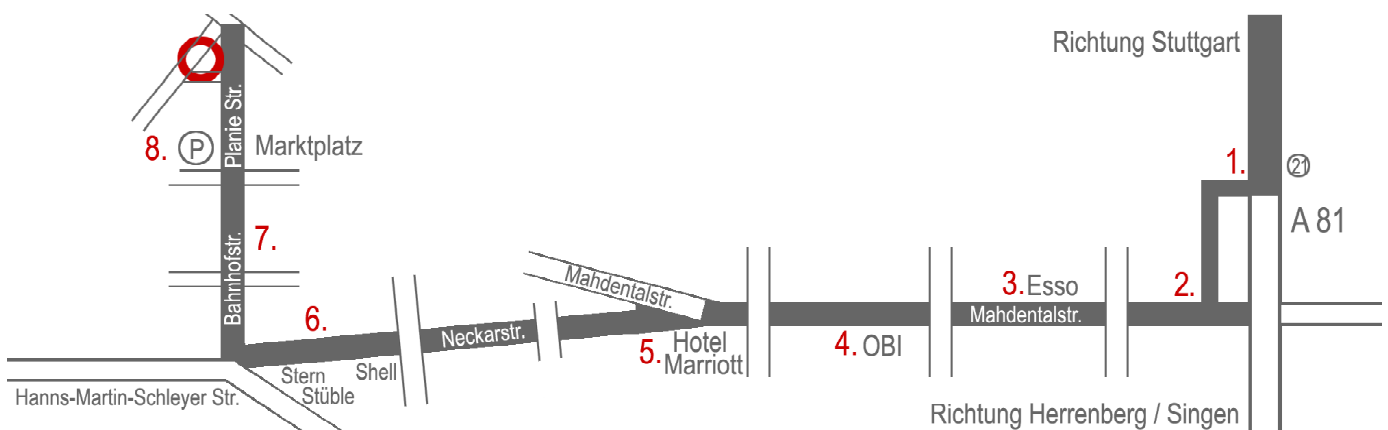 Richtung Stuttgart
Planie Str.
8. P Marktplatz
1. 21
A 81
7.
Bahnhofstr.
Mahdentalstr.
3. Esso
2.
6.
Neckarstr.
Mahdentalstr.
5. Hotel
Marriott
4. OBI
Stern
Stüble
Shell
Hanns-Martin-Schleyer Str.
Richtung Herrenberg / Singen